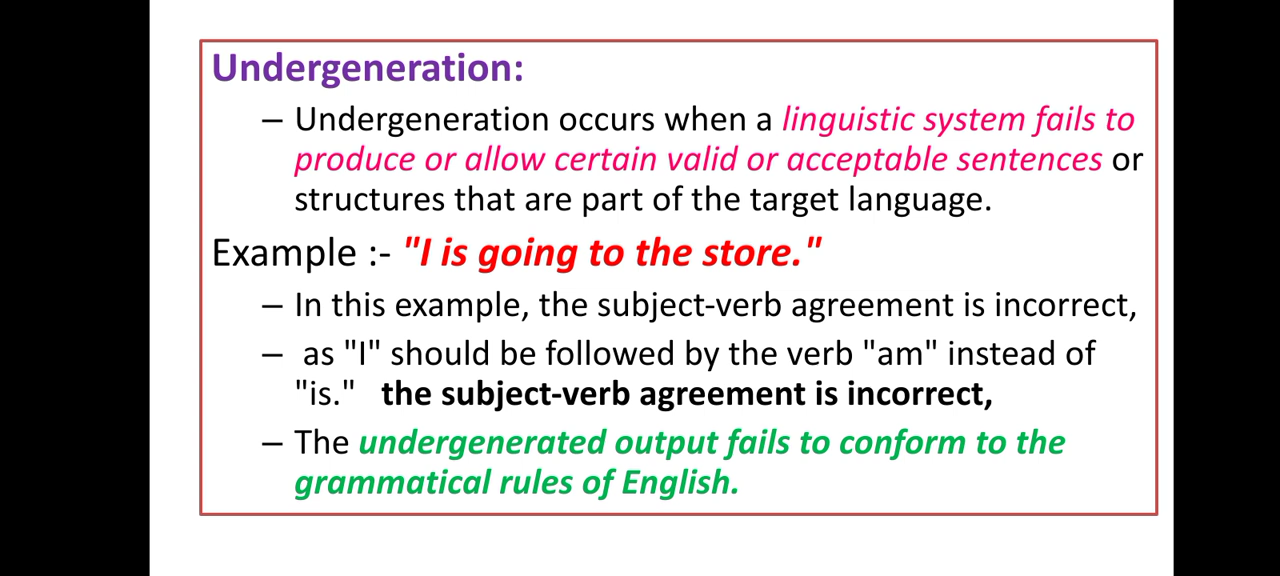 Undergeneration:
– Undergeneration occurs when a linguistic system fails to
produce or allow certain valid or acceptable sentences or
structures that are part of the target language.
Example :- "I is going to the store."
– In this example, the subject-verb agreement is incorrect,
– as "I" should be followed by the verb "am" instead of
"is." the subject-verb agreement is incorrect,
– The undergenerated output fails to conform to the
grammatical rules of English.